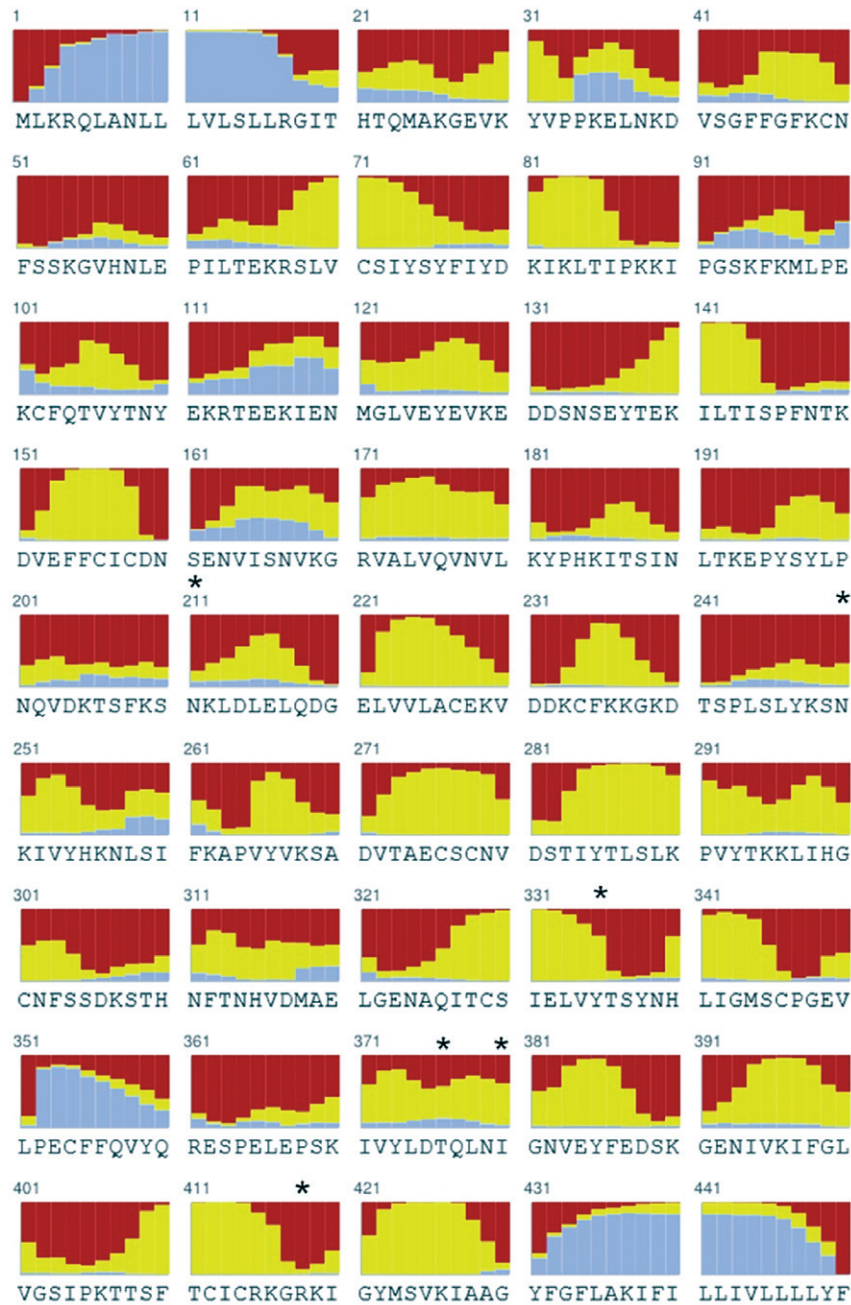 1 11 21 31 41
MLKRQLANLL LVLSLLRGIT HTQMAKGEVK YVPPKELNKD VSGFFGFKCN
51 61 71 81 91
FSSKGVHNLE PILTEKRSLV CSIYSYFIYD KIKLTIPKKI PGSKFKMLPE
101 111 121 131 141
KCFQTVYTNY EKRTEEKIEN MGLVEYEVKE DDSNSEYTEK ILTISPFNTK
151 161 171 181 191
DVEFFCICDN SENVISNVKG RVALVQVNVL KYPHKITSIN LTKEPYSYLP
* *
201 211 221 231 241
NQVDKTSFKS NKLDLELQDG ELVVLACEKV DDKCFKKGKD TSPLSLYKSN
251 261 271 281 291
KIVYHKNLSI FKAPVYVKSA DVTAECSCNV DSTIYTLSLK PVYTKKLIHG
301 311 321 331 * 341
CNFSSDKSTH NFTNHVDMAE LGENAQITCS IELVYTSYNH LIGMSCPGEV
351 361 371 * * 381 391
LPECFFQVYQ RESPELEPSK IVYLDTQLNI GNVEYFEDSK GENIVKIFGL
401 411 * 421 431 441
VGSIPKTTSF TCICRKGRKI GYMSVKIAAG YFGFLAKIFI LLIVLLLLYF